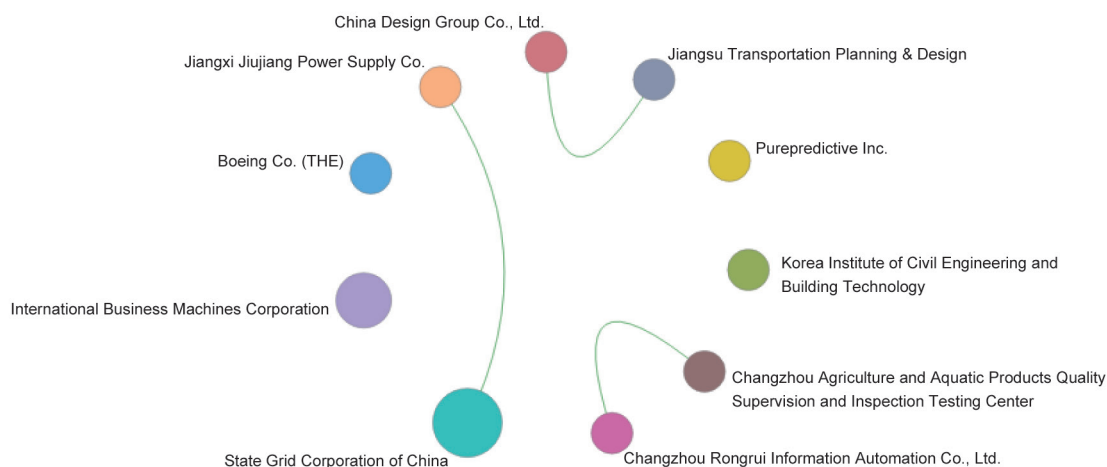 China Design Group Co., Ltd.
Jiangsu Transportation Planning & Design
Jiangxi Jiujiang Power Supply Co.
Purepredictive Inc.
Boeing Co. (THE)
Korea Institute of Civil Engineering and
Building Technology
International Business Machines Corporation
Changzhou Agriculture and Aquatic Products Quality
Supervision and Inspection Testing Center
State Grid Corporation of China
Changzhou Rongrui Information Automation Co., Ltd.